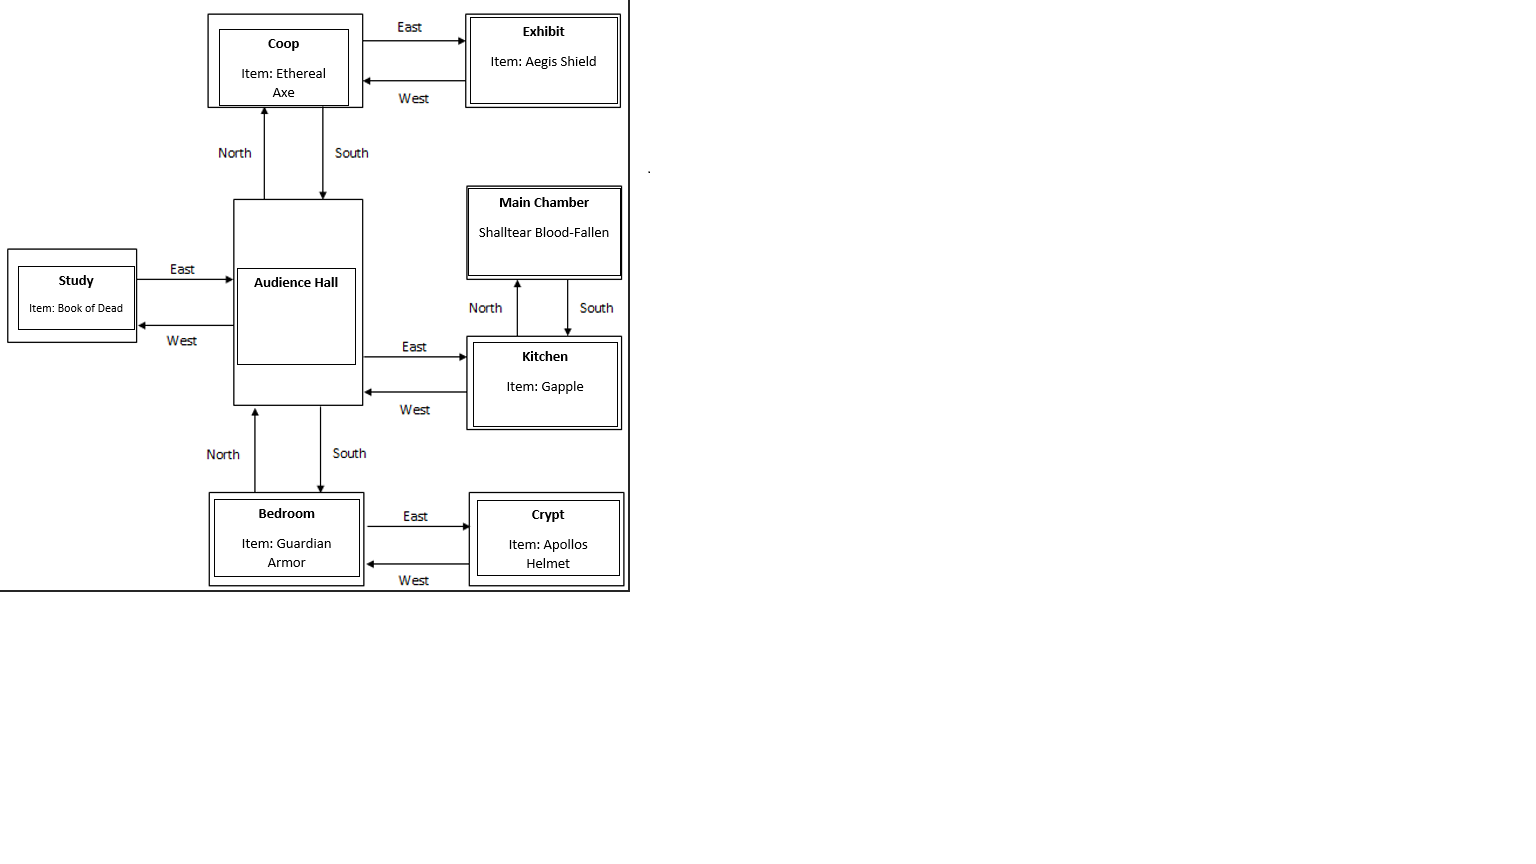 East
Coop
Item: Ethereal
Axe
Exhibit
Item: Aegis Shield
West
North
South
Main Chamber
Shalltear Blood-Fallen
East
Study
Item: Book of Dead
Audience Hall
West
North
South
East
Kitchen
Item: Gapple
West
North
South
Bedroom
Item: Guardian
Armor
East
Crypt
Item: Apollos
Helmet
West
.